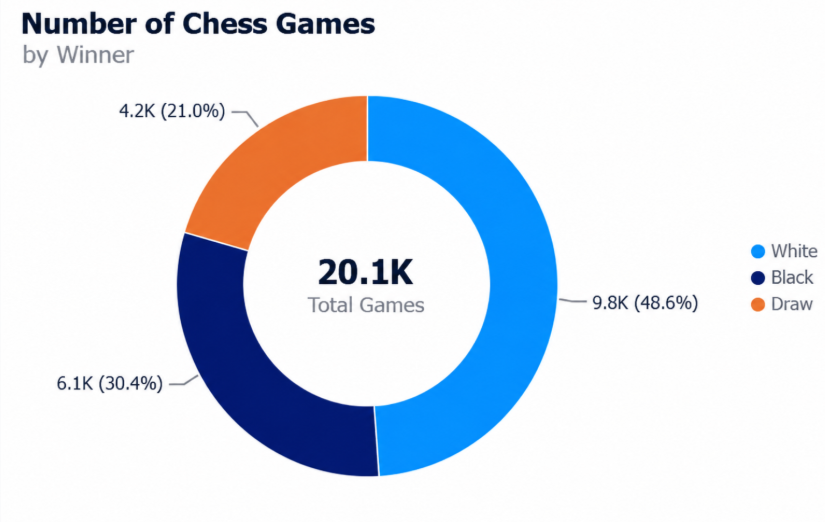 Number of Chess Games
by Winner
4.2K (21.0%)
20.1K
Total Games
9.8K (48.6%)
6.1K (30.4%)
White
Black
Draw